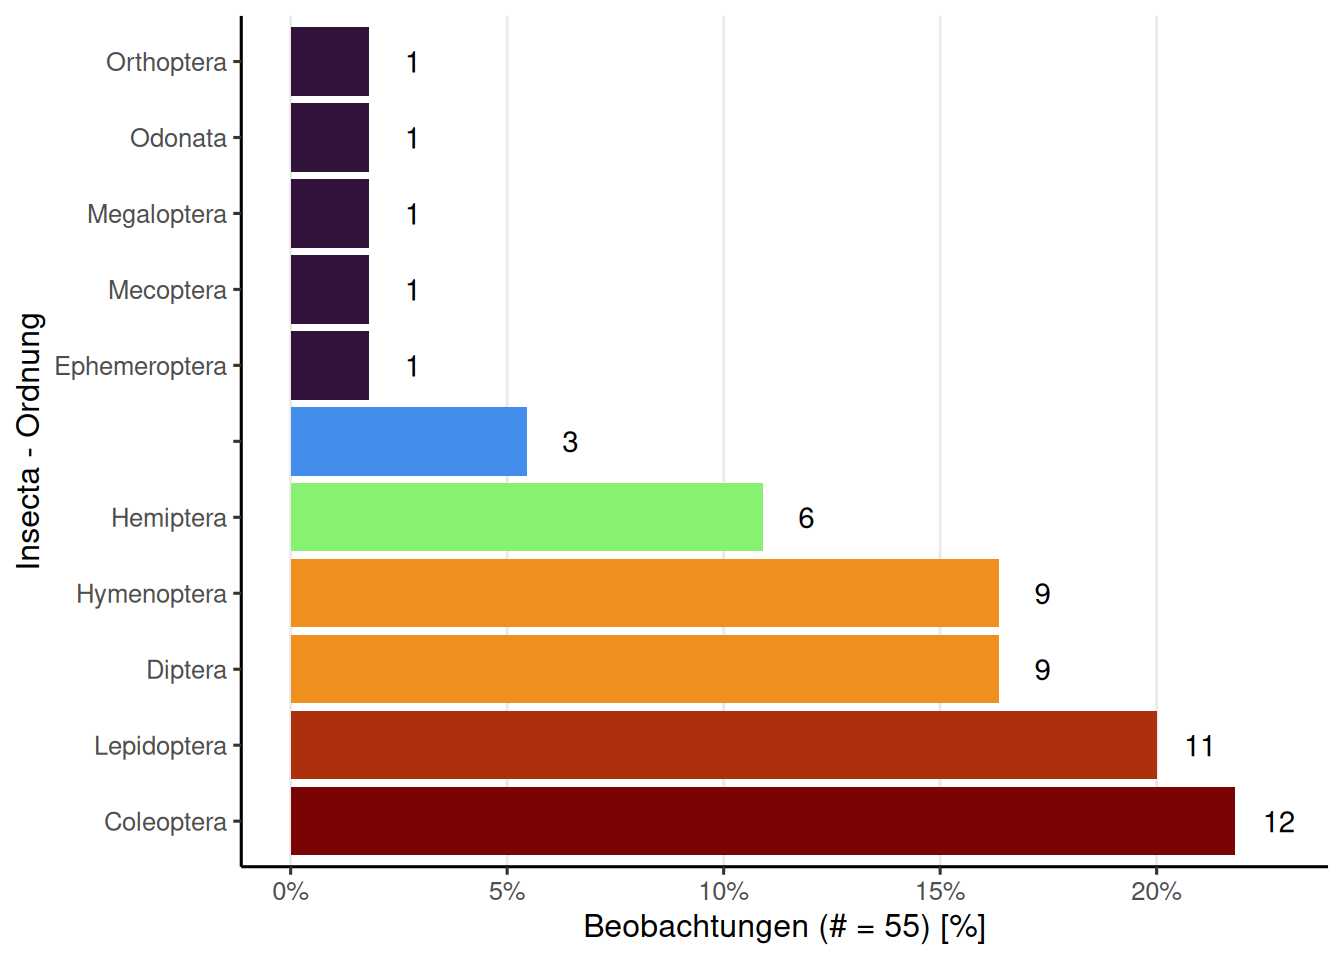 Insecta - Ordnung
Orthoptera 1
Odonata 1
Megaloptera 1
Mecoptera 1
Ephemeroptera 1
3
Hemiptera 6
Hymenoptera 9
Diptera 9
Lepidoptera 11
Coleoptera 12
0% 5% 10% 15% 20%
Beobachtungen (# = 55) [%]